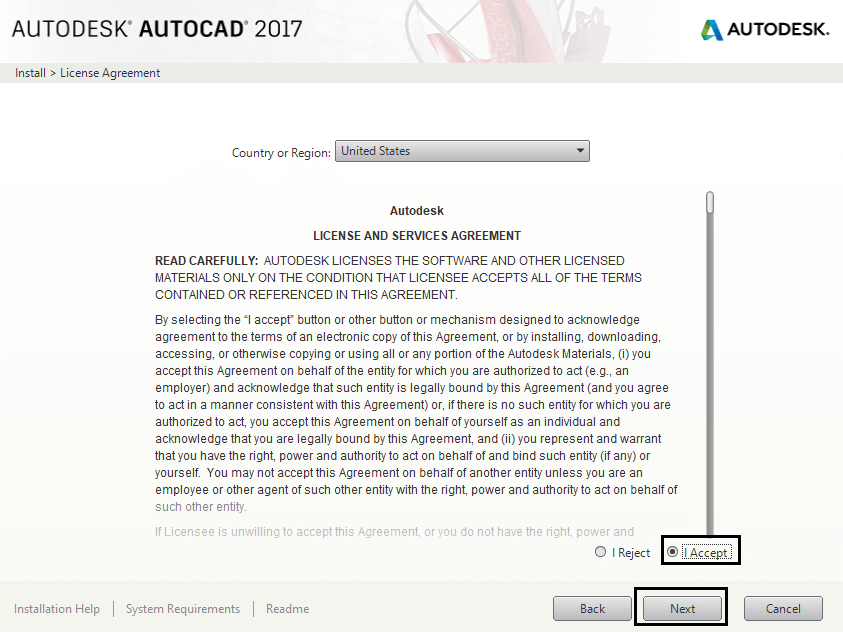 AUTODESK® AUTOCAD® 2017
AUTODESK.
Install > License Agreement
Country or Region: United States
Autodesk
LICENSE AND SERVICES AGREEMENT
READ CAREFULLY: AUTODESK LICENSES THE SOFTWARE AND OTHER LICENSED
MATERIALS ONLY ON THE CONDITION THAT LICENSEE ACCEPTS ALL OF THE TERMS
CONTAINED OR REFERENCED IN THIS AGREEMENT.
By selecting the “I accept” button or other button or mechanism designed to acknowledge
agreement to the terms of an electronic copy of this Agreement, or by installing, downloading,
accessing, or otherwise copying or using all or any portion of the Autodesk Materials, (i) you
accept this Agreement on behalf of the entity for which you are authorized to act (e.g., an
employer) and acknowledge that such entity is legally bound by this Agreement (and you agree
to act in a manner consistent with this Agreement) or, if there is no such entity for which you are
authorized to act, you accept this Agreement on behalf of yourself as an individual and
acknowledge that you are legally bound by this Agreement, and (ii) you represent and warrant
that you have the right, power and authority to act on behalf of and bind such entity (if any) or
yourself. You may not accept this Agreement on behalf of another entity unless you are an
employee or other agent of such other entity with the right, power and authority to act on behalf of
such other entity.
If Licensee is unwilling to accept this Agreement, or you do not have the right, power and
I Reject I Accept
Installation Help System Requirements Readme Back Next Cancel